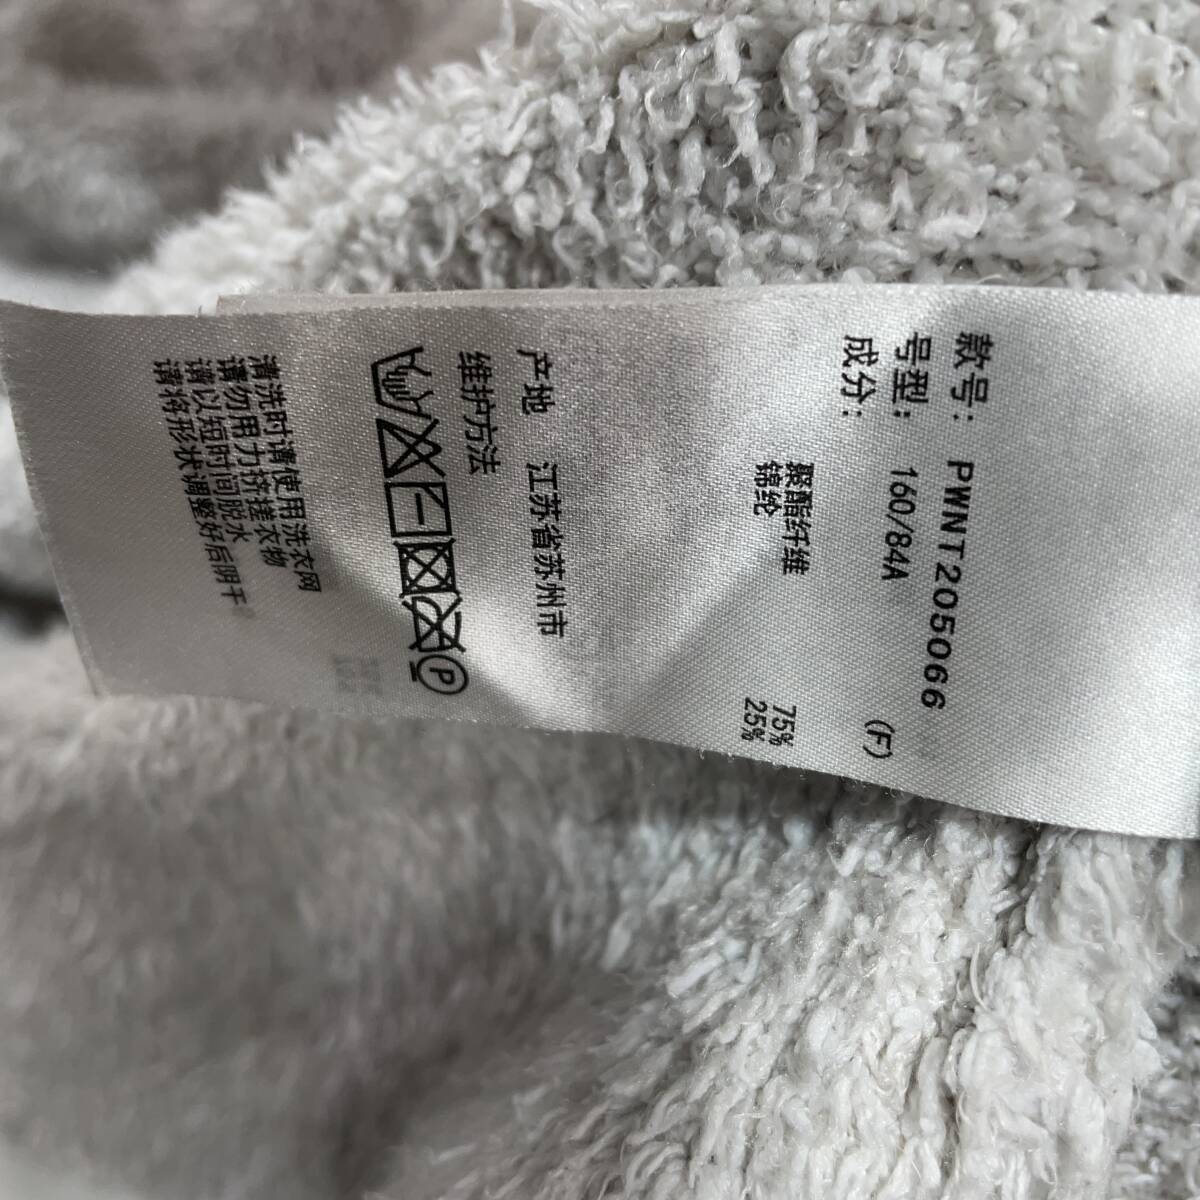 款号: PWNT205066
号型: 160/84A (F)
成分:
聚酯纤维 75%
锦纶 25%
产地 江苏省苏州市
维护方法
P
清洗时请使用洗衣网
请勿用力挤搓衣物
请以短时间脱水
请将形状调整好后阴干